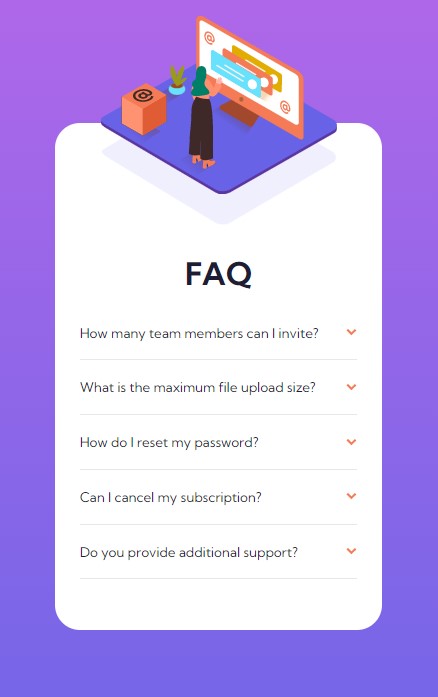 @
@
@
FAQ
How many team members can I invite?
What is the maximum file upload size?
How do I reset my password?
Can I cancel my subscription?
Do you provide additional support?